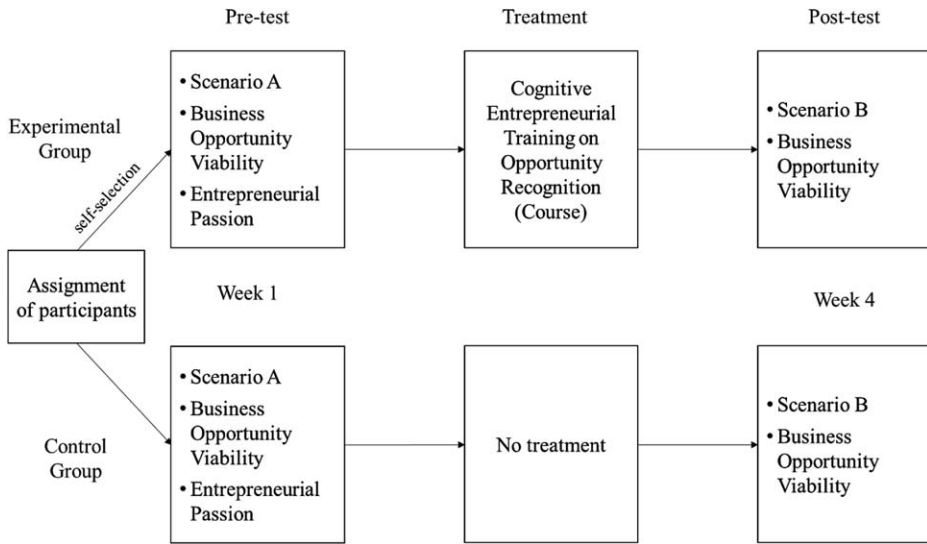 Pre-test
Treatment
Post-test
Experimental
Group
• Scenario A
• Business
Opportunity
Viability
• Entrepreneurial
Passion
Cognitive
Entrepreneurial
Training on
Opportunity
Recognition
(Course)
• Scenario B
• Business
Opportunity
Viability
self-selection
Assignment
of participants
Week 1
Week 4
Control
Group
• Scenario A
• Business
Opportunity
Viability
• Entrepreneurial
Passion
No treatment
• Scenario B
• Business
Opportunity
Viability